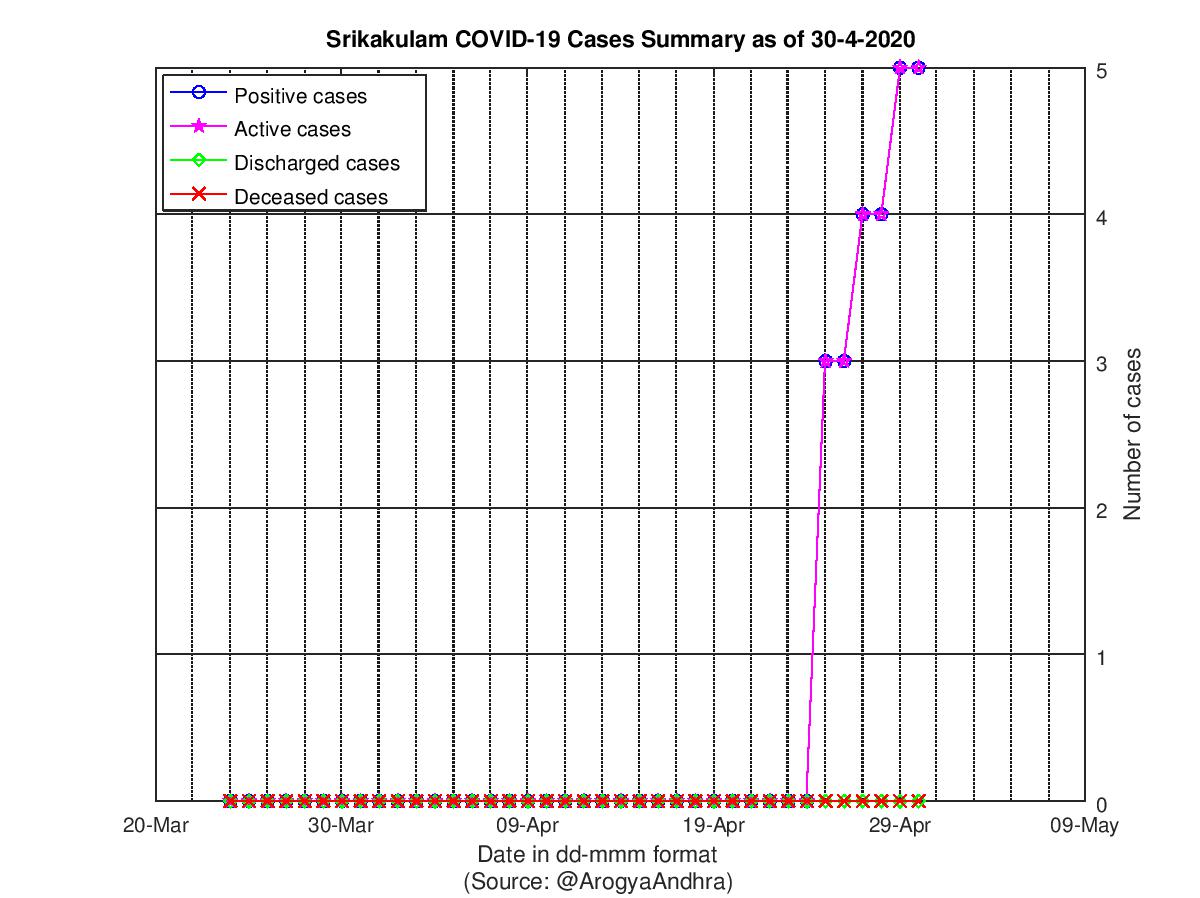 Srikakulam COVID-19 Cases Summary as of 30-4-2020
Positive cases
Active cases
Discharged cases
Deceased cases
5
4
3
2
1
0
Number of cases
20-Mar 30-Mar 09-Apr 19-Apr 29-Apr 09-May
Date in dd-mmm format
(Source: @ArogyaAndhra)